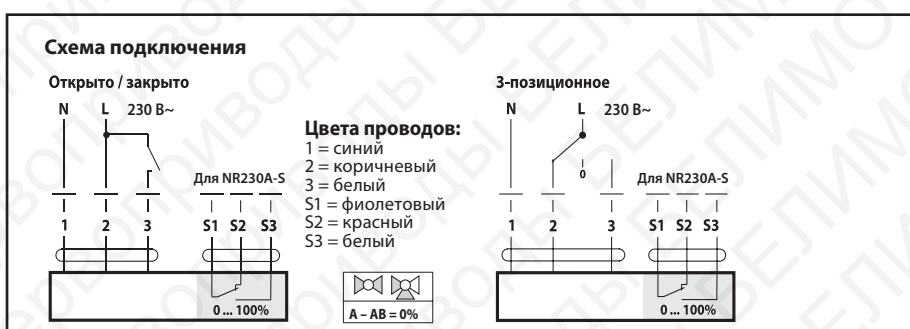 Схема подключения
Открыто / закрыто
N L 230 В~
Для NR230A-S
1 2 3 S1 S2 S3
0 ... 100%
Цвета проводов:
1 = синий
2 = коричневый
3 = белый
S1 = фиолетовый
S2 = красный
S3 = белый
A – AB = 0%
3-позиционное
N L 230 В~
0
Для NR230A-S
1 2 3 S1 S2 S3
0 ... 100%